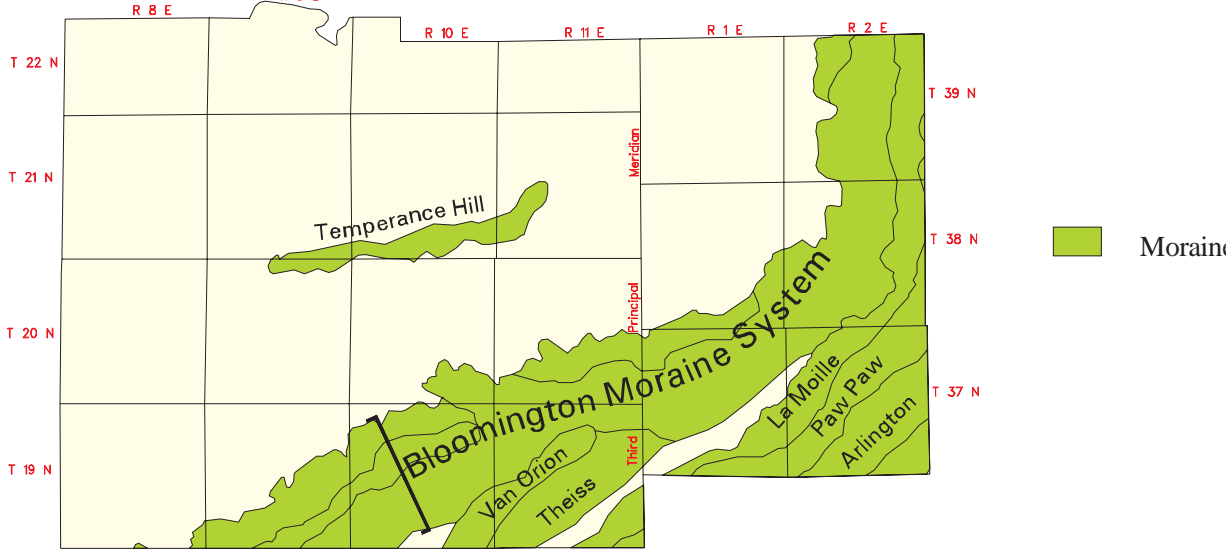 R 8 E
R 10 E
R 11 E
R 1 E
R 2 E
T 22 N
T 39 N
Meridian
T 21 N
Temperance Hill
T 38 N
Moraine
Principal
T 20 N
Bloomington Moraine System
La Moille
Paw Paw
Arlington
T 37 N
Third
T 19 N
Van Orion
Theiss